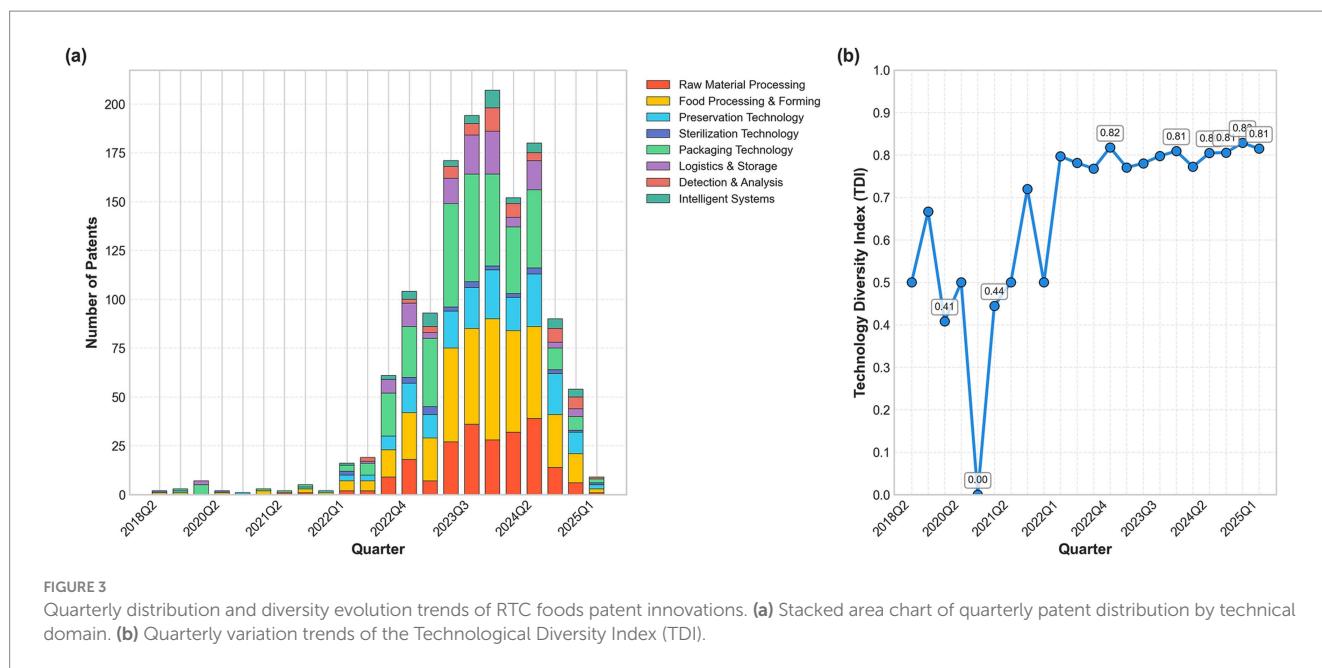 (a)
200
175
150
125
100
75
50
25
0
Number of Patents
2018Q2
2020Q2
2021Q2
2022Q1
2022Q4
2023Q3
2024Q2
2025Q1
Quarter
Raw Material Processing
Food Processing & Forming
Preservation Technology
Sterilization Technology
Packaging Technology
Logistics & Storage
Detection & Analysis
Intelligent Systems
(b)
1.0
0.9
0.8
0.7
0.6
0.5
0.4
0.3
0.2
0.1
0.0
Technology Diversity Index (TDI)
0.41
0.00
0.44
0.82
0.81
0.81
2018Q2
2020Q2
2021Q2
2022Q1
2022Q4
2023Q3
2024Q2
2025Q1
Quarter
FIGURE 3
Quarterly distribution and diversity evolution trends of RTC foods patent innovations. (a) Stacked area chart of quarterly patent distribution by technical
domain. (b) Quarterly variation trends of the Technological Diversity Index (TDI).